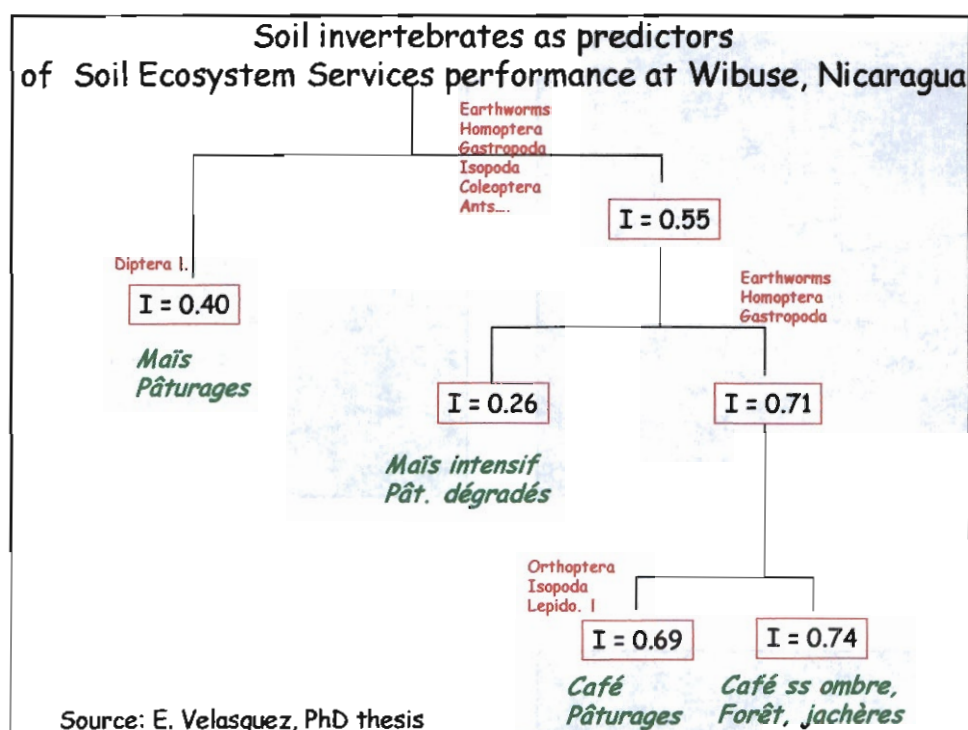 Soil invertebrates as predictors
of Soil Ecosystem Services performance at Wibuse, Nicaragua
Earthworms
Homoptera
Gastropoda
Isopoda
Coleoptera
Ants....
I = 0.55
Diptera l.
I = 0.40
Maïs
Pâturages
Earthworms
Homoptera
Gastropoda
I = 0.26
Maïs intensif
Pât. dégradés
I = 0.71
Orthoptera
Isopoda
Lepido. l
I = 0.69
Café
Pâturages
I = 0.74
Café ss ombre,
Forêt, jachères
Source: E. Velasquez, PhD thesis